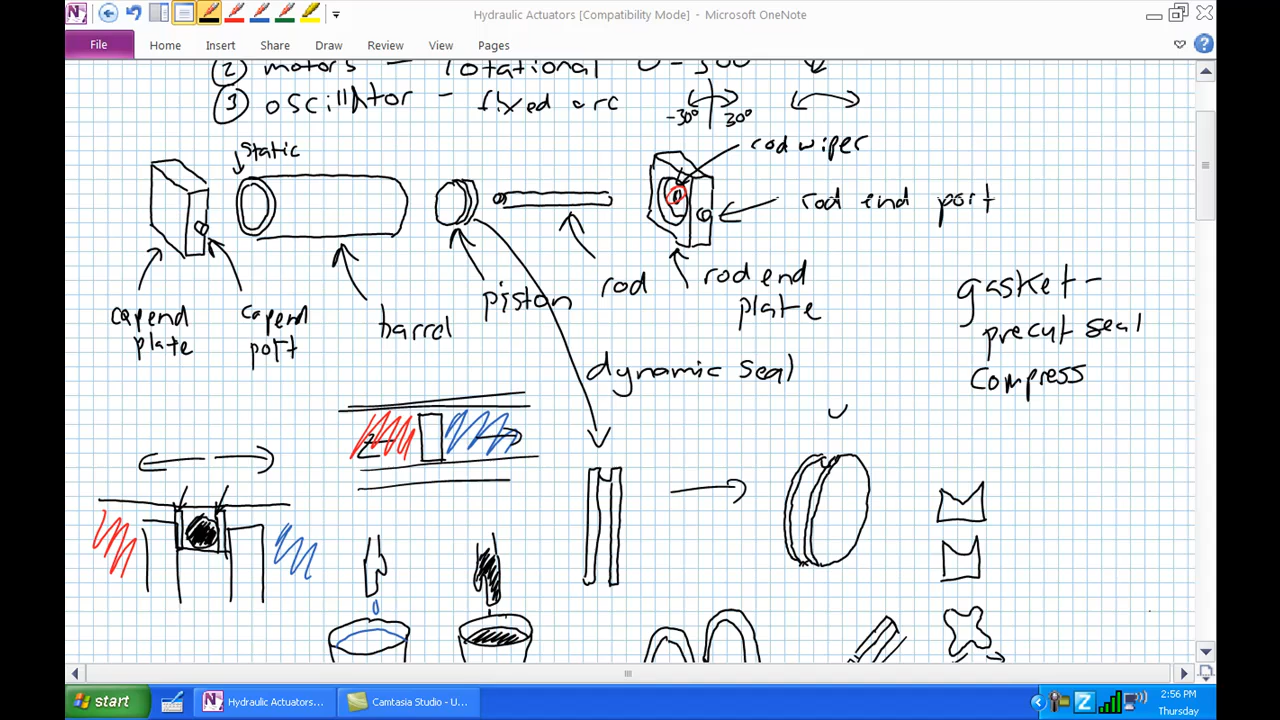 Hydraulic Actuators [Compatibility Mode] - Microsoft OneNote
File Home Insert Share Draw Review View Pages
② motors - rotational 0-360
③ oscillator - fixed arc -30° 30°
static
rod wiper
rod end port
capend plate
capend port
barrel
piston
rod
rod end plate
gasket -
precut seal
compress
dynamic seal
start Hydraulic Actuators... Camtasia Studio - U... 2:56 PM
Thursday